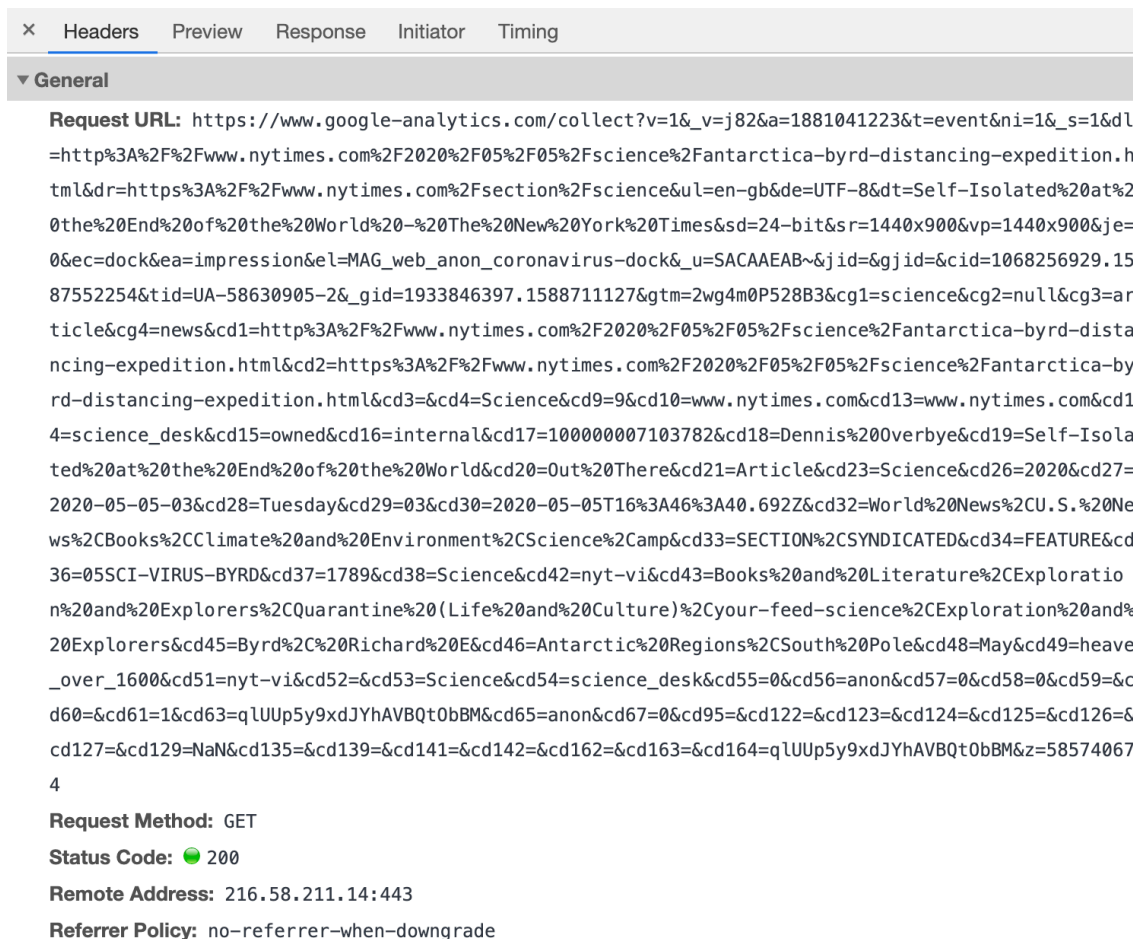 × Headers Preview Response Initiator Timing
▼ General
Request URL: https://www.google-analytics.com/collect?v=1&_v=j82&a=1881041223&t=event&ni=1&_s=1&dl
=http%3A%2F%2Fwww.nytimes.com%2F2020%2F05%2F05%2Fscience%2Fantarctica-byrd-distancing-expedition.h
tml&dr=https%3A%2F%2Fwww.nytimes.com%2Fsection%2Fscience&ul=en-gb&de=UTF-8&dt=Self-Isolated%20at%2
0the%20End%20of%20the%20World%20-%20The%20New%20York%20Times&sd=24-bit&sr=1440x900&vp=1440x900&je=
0&ec=dock&ea=impression&el=MAG_web_anon_coronavirus-dock&_u=SACAAEAB~&jid=&gjid=&cid=1068256929.15
87552254&tid=UA-58630905-2&_gid=1933846397.1588711127&gtm=2wg4m0P528B3&cg1=science&cg2=null&cg3=ar
ticle&cg4=news&cd1=http%3A%2F%2Fwww.nytimes.com%2F2020%2F05%2F05%2Fscience%2Fantarctica-byrd-dista
ncing-expedition.html&cd2=https%3A%2F%2Fwww.nytimes.com%2F2020%2F05%2F05%2Fscience%2Fantarctica-by
rd-distancing-expedition.html&cd3=&cd4=Science&cd9=9&cd10=www.nytimes.com&cd13=www.nytimes.com&cd1
4=science_desk&cd15=owned&cd16=internal&cd17=100000007103782&cd18=Dennis%20Overbye&cd19=Self-Isola
ted%20at%20the%20End%20of%20the%20World&cd20=Out%20There&cd21=Article&cd23=Science&cd26=2020&cd27=
2020-05-05-03&cd28=Tuesday&cd29=03&cd30=2020-05-05T16%3A46%3A40.692Z&cd32=World%20News%2CU.S.%20Ne
ws%2CBooks%2CClimate%20and%20Environment%2CScience%2Camp&cd33=SECTION%2CSYNDICATED&cd34=FEATURE&cd
36=05SCI-VIRUS-BYRD&cd37=1789&cd38=Science&cd42=nyt-vi&cd43=Books%20and%20Literature%2CExploratio
n%20and%20Explorers%2CQuarantine%20(Life%20and%20Culture)%2Cyour-feed-science%2CExploration%20and%
20Explorers&cd45=Byrd%2C%20Richard%20E&cd46=Antarctic%20Regions%2CSouth%20Pole&cd48=May&cd49=heave
_over_1600&cd51=nyt-vi&cd52=&cd53=Science&cd54=science_desk&cd55=0&cd56=anon&cd57=0&cd58=0&cd59=&c
d60=&cd61=1&cd63=qlUUp5y9xdJYhAVBQtObBM&cd65=anon&cd67=0&cd95=&cd122=&cd123=&cd124=&cd125=&cd126=&
cd127=&cd129=NaN&cd135=&cd139=&cd141=&cd142=&cd162=&cd163=&cd164=qlUUp5y9xdJYhAVBQtObBM&z=58574067
4
Request Method: GET
Status Code: 200
Remote Address: 216.58.211.14:443
Referrer Policy: no-referrer-when-downgrade